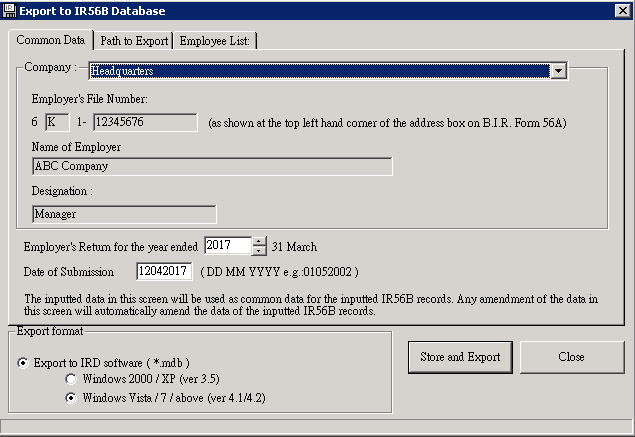 Export to IR56B Database
Common Data Path to Export Employee List:
Company : Headquarters
Employer's File Number:
6 K 1- 12345676 (as shown at the top left hand corner of the address box on B.I.R. Form 56A)
Name of Employer
ABC Company
Designation :
Manager
Employer's Return for the year ended 2017 31 March
Date of Submission 12042017 ( DD MM YYYY e.g.:01052002 )
The inputted data in this screen will be used as common data for the inputted IR56B records. Any amendment of the data in
this screen will automatically amend the data of the inputted IR56B records.
Export format
Export to IRD software ( *.mdb )
Windows 2000 / XP (ver 3.5)
Windows Vista / 7 / above (ver 4.1/4.2)
Store and Export Close